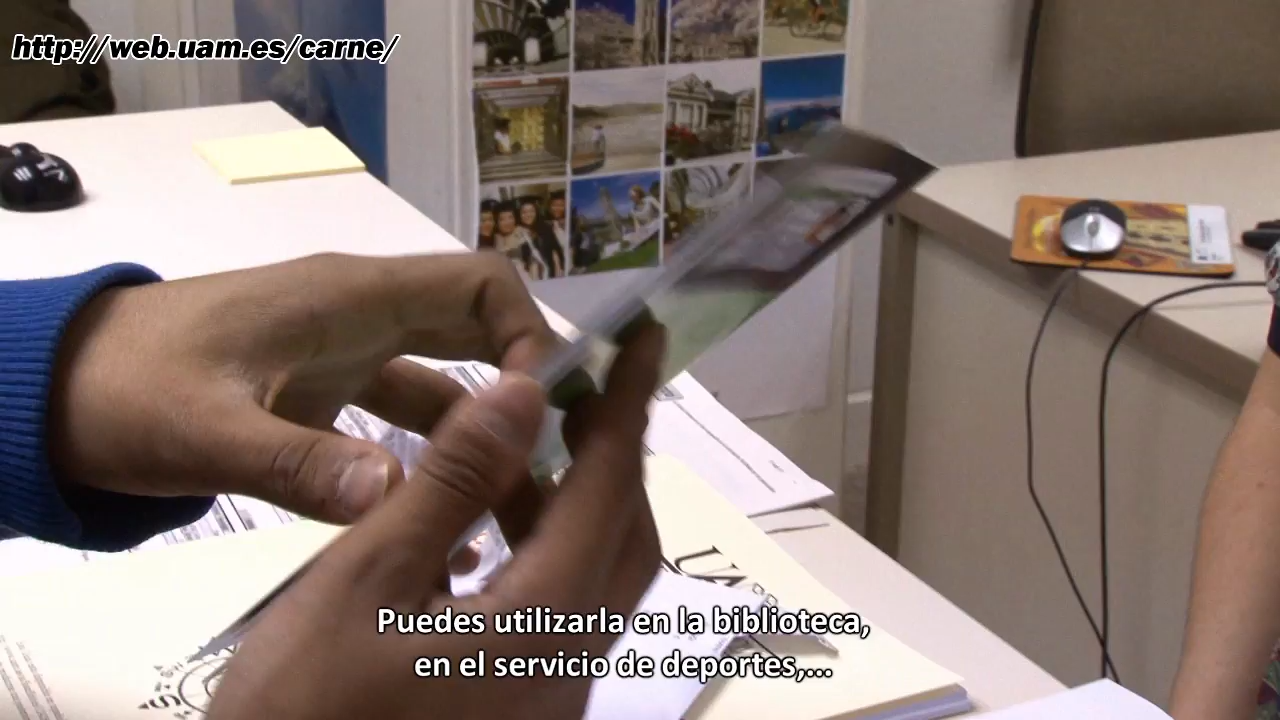 http://web.uam.es/carne/
Puedes utilizarla en la biblioteca,
en el servicio de deportes,...